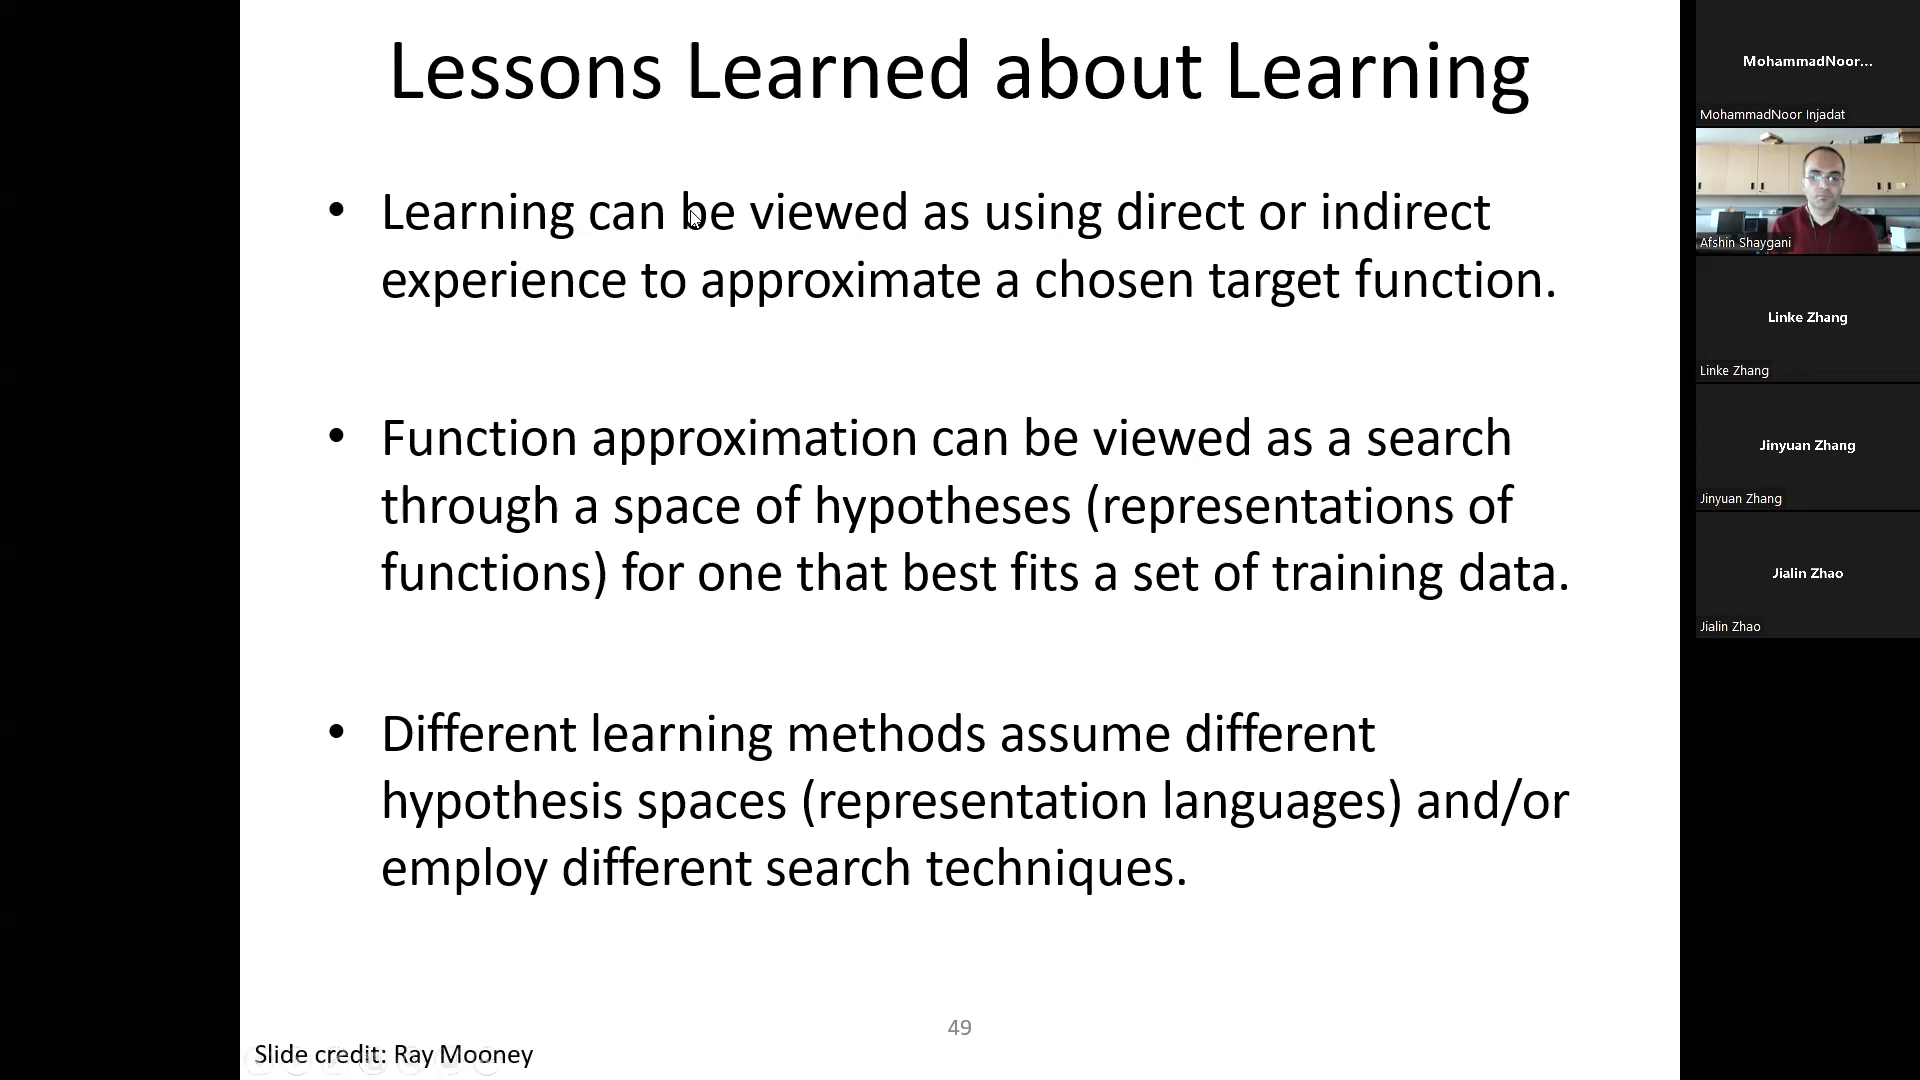 Lessons Learned about Learning
• Learning can be viewed as using direct or indirect
experience to approximate a chosen target function.
• Function approximation can be viewed as a search
through a space of hypotheses (representations of
functions) for one that best fits a set of training data.
• Different learning methods assume different
hypothesis spaces (representation languages) and/or
employ different search techniques.
49
Slide credit: Ray Mooney
MohammadNoor...
MohammadNoor Injadat
Afshin Shaygani
Linke Zhang
Linke Zhang
Jinyuan Zhang
Jinyuan Zhang
Jialin Zhao
Jialin Zhao